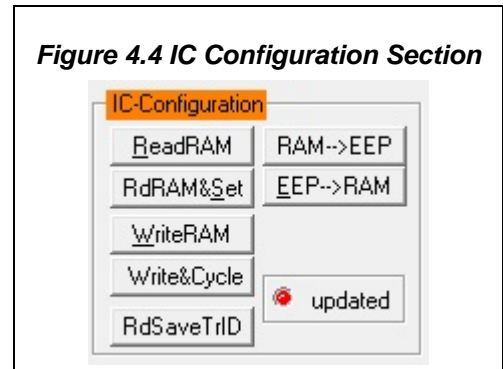 Figure 4.4 IC Configuration Section
IC-Configuration
ReadRAM
RAM-->EEP
RdRAM&Set
EEP-->RAM
WriteRAM
Write&Cycle
updated
RdSaveTrID